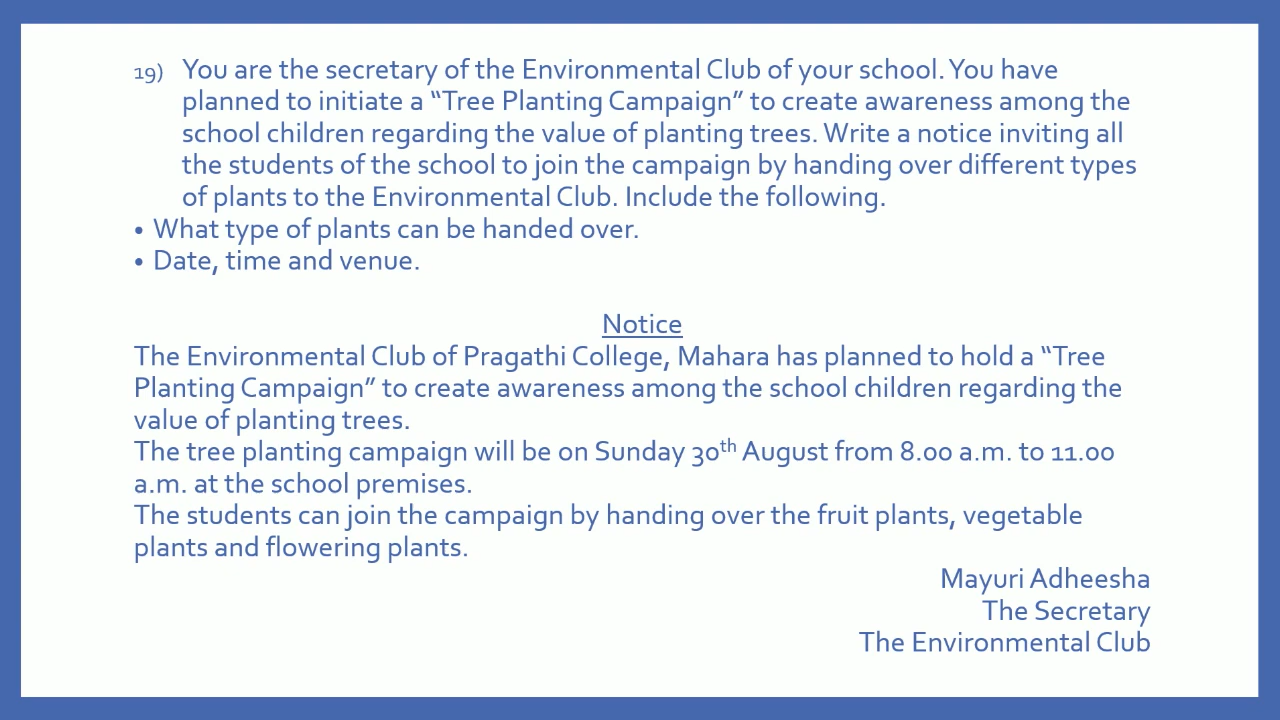 19) You are the secretary of the Environmental Club of your school. You have
planned to initiate a “Tree Planting Campaign” to create awareness among the
school children regarding the value of planting trees. Write a notice inviting all
the students of the school to join the campaign by handing over different types
of plants to the Environmental Club. Include the following.
• What type of plants can be handed over.
• Date, time and venue.
Notice
The Environmental Club of Pragathi College, Mahara has planned to hold a “Tree
Planting Campaign” to create awareness among the school children regarding the
value of planting trees.
The tree planting campaign will be on Sunday 30th August from 8.00 a.m. to 11.00
a.m. at the school premises.
The students can join the campaign by handing over the fruit plants, vegetable
plants and flowering plants.
Mayuri Adheesha
The Secretary
The Environmental Club